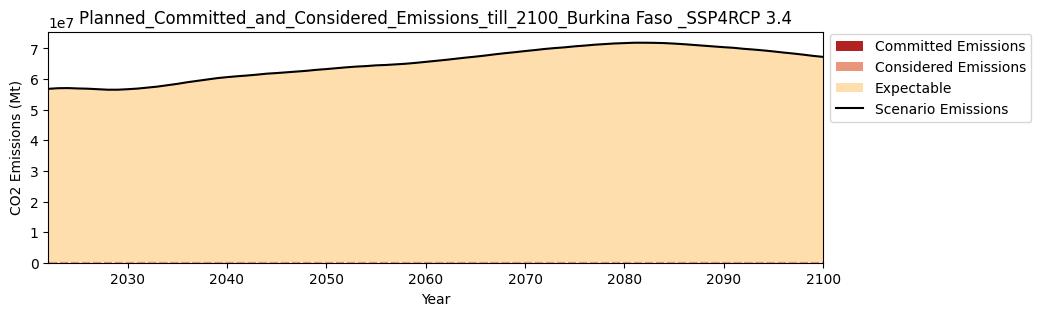 Planned_Committed_and_Considered_Emissions_till_2100_Burkina Faso _SSP4RCP 3.4
1e7
7
6
5
4
3
2
1
0
CO2 Emissions (Mt)
2030 2040 2050 2060 2070 2080 2090 2100
Year
Committed Emissions
Considered Emissions
Expectable
Scenario Emissions